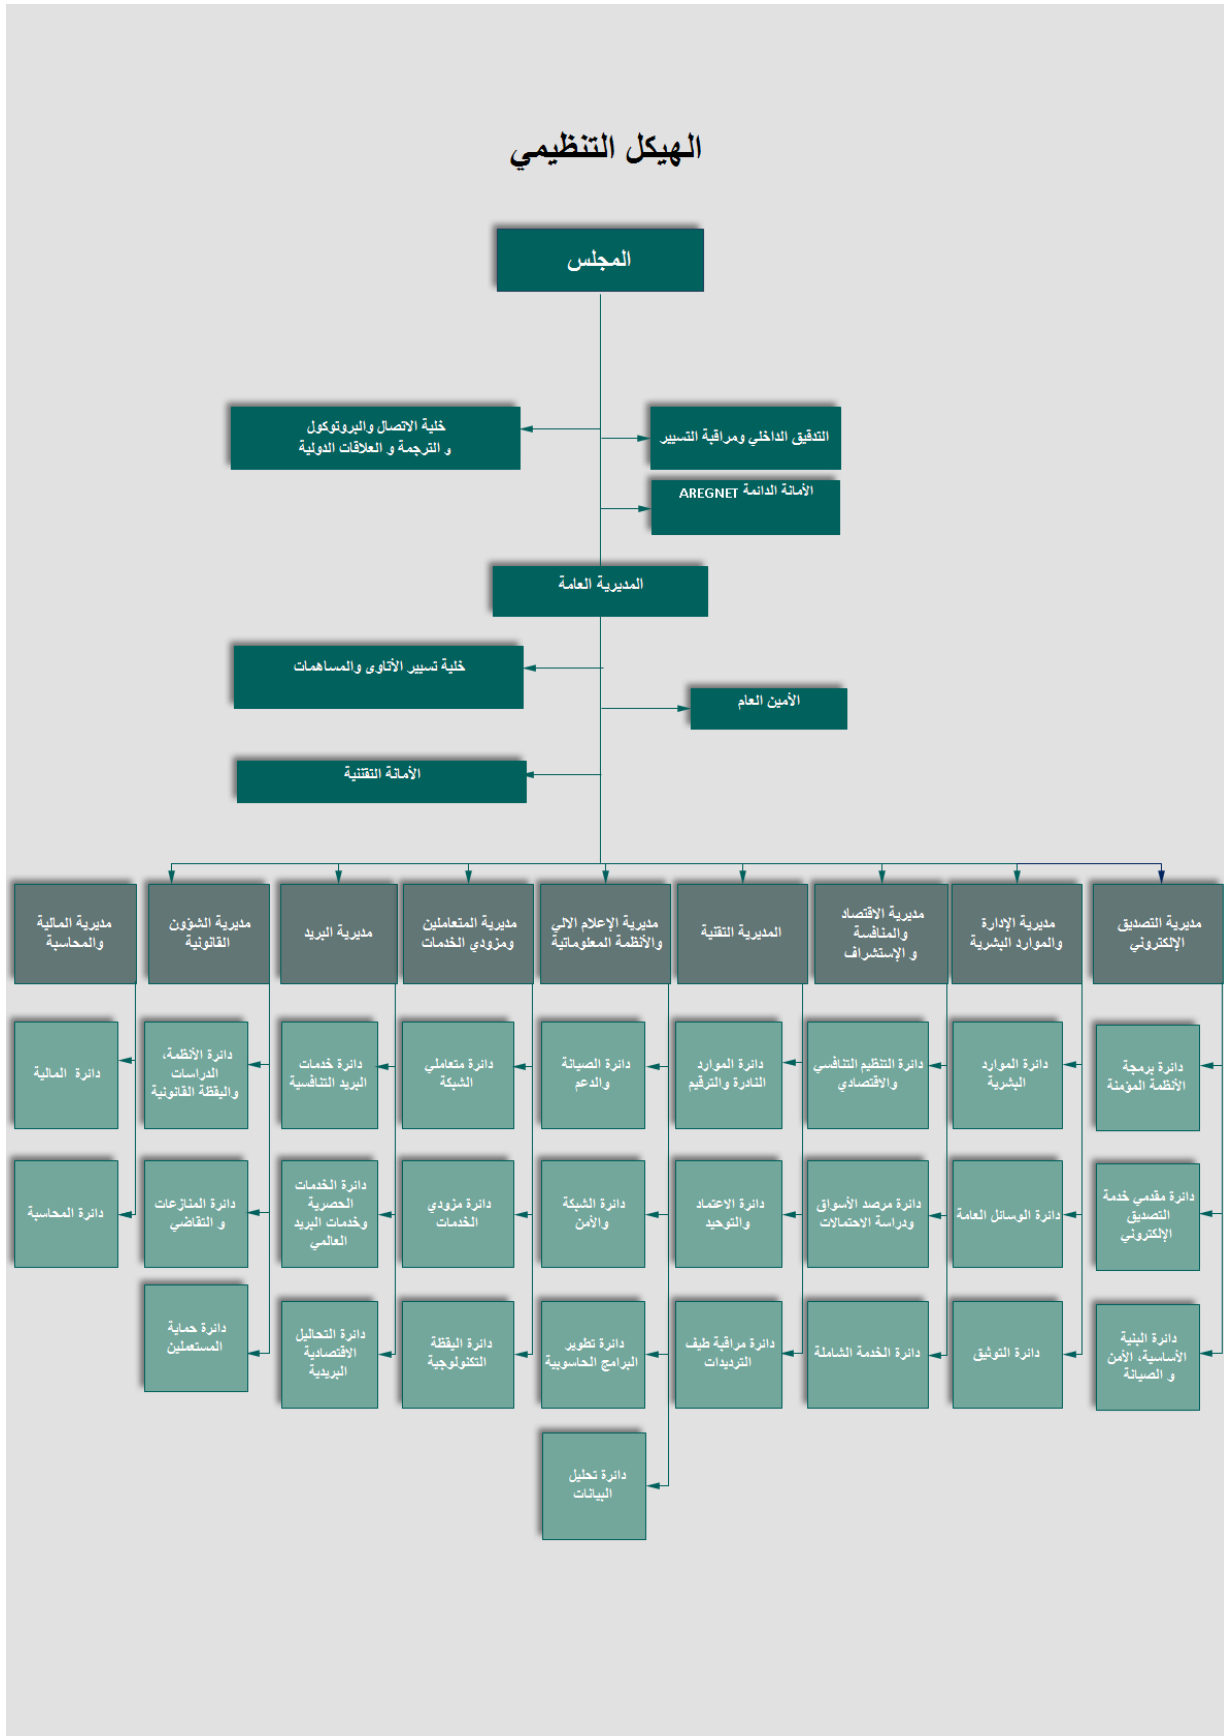 الهيكل التنظيمي
المجلس
التدقيق الداخلي ومراقبة التسيير
خلية الاتصال والبروتوكول
و الترجمة و العلاقات الدولية
الأمانة الدائمة AREGNET
المديرية العامة
خلية تسيير الأتاوى والمساهمات
الأمين العام
الأمانة التقتنية
مديرية التصديق
الإلكتروني
مديرية الإدارة
والموارد البشرية
مديرية الاقتصاد
والمنافسة
و الإستشراف
المديرية التقنية
مديرية الإعلام الالي
والأنظمة المعلوماتية
مديرية المتعاملين
ومزودي الخدمات
مديرية البريد
مديرية الشؤون
القانونية
مديرية المالية
والمحاسبة
دائرة برمجة
الأنظمة المؤمنة
دائرة الموارد
البشرية
دائرة التنظيم التنافسي
والاقتصادي
دائرة الموارد
النادرة والترقيم
دائرة الصيانة
والدعم
دائرة متعاملي
الشبكة
دائرة خدمات
البريد التنافسية
دائرة الأنظمة،
الدراسات
واليقظة القانونية
دائرة المالية
دائرة مقدمي خدمة
التصديق
الإلكتروني
دائرة الوسائل العامة
دائرة مرصد الأسواق
ودراسة الاحتمالات
دائرة الاعتماد
والتوحيد
دائرة الشبكة
والأمن
دائرة مزودي
الخدمات
دائرة الخدمات
الحصرية
وخدمات البريد
العالمي
دائرة المنازعات
و التقاضي
دائرة المحاسبة
دائرة البنية
الأساسية، الأمن
و الصيانة
دائرة التوثيق
دائرة الخدمة الشاملة
دائرة مراقبة طيف
الترديدات
دائرة تطوير
البرامج الحاسوبية
دائرة اليقظة
التكنولوجية
دائرة التحاليل
الاقتصادية
البريدية
دائرة حماية
المستعملين
دائرة تحليل
البيانات